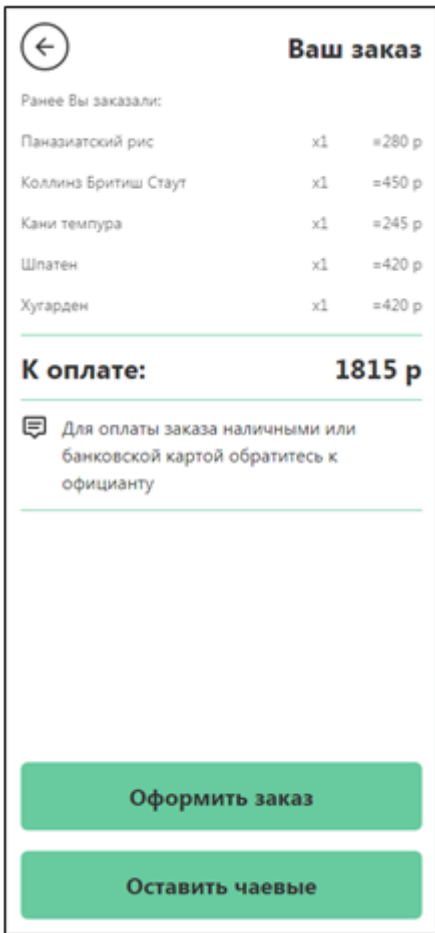 Ваш заказ
Ранее Вы заказали:
Паназиатский рис x1 =280 р
Коллинз Бритиш Стаут x1 =450 р
Кани темпура x1 =245 р
Шпатен x1 =420 р
Хугарден x1 =420 р
К оплате: 1815 р
Для оплаты заказа наличными или
банковской картой обратитесь к
официанту
Оформить заказ
Оставить чаевые